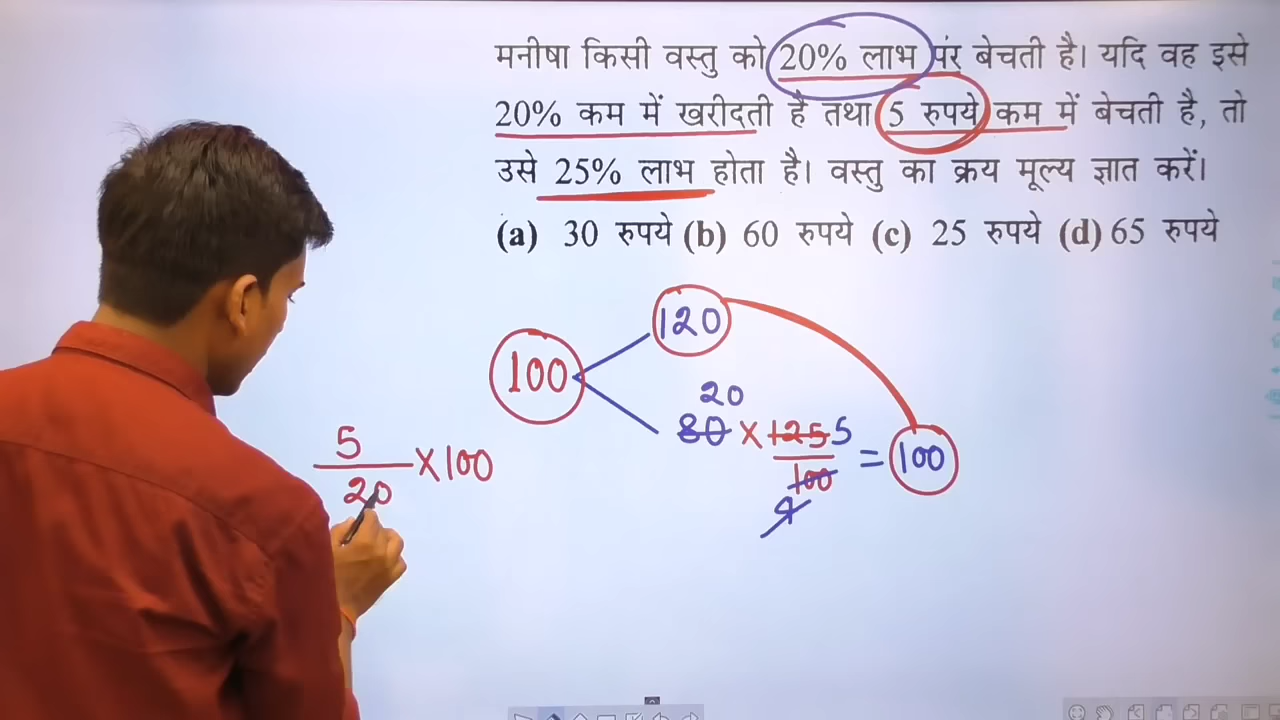 मनीषा किसी वस्तु को 20% लाभ पर बेचती है। यदि वह इसे
20% कम में खरीदती है तथा 5 रुपये कम में बेचती है, तो
उसे 25% लाभ होता है। वस्तु का क्रय मूल्य ज्ञात करें।
(a) 30 रुपये (b) 60 रुपये (c) 25 रुपये (d) 65 रुपये
120
100
20
80 × 125 5 = 100
100
4
5
20 ×100